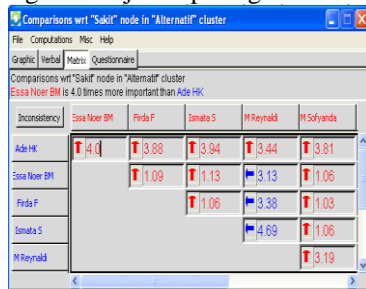 Comparisons wrt "Sakit" node in "Alternatif" cluster
File Computations Misc Help
Graphic Verbal Matrix Questionnaire
Comparisons wrt "Sakit" node in "Alternatif" cluster
Essa Noer BM is 4.0 times more important than Ade HK
Inconsistency Essa Noer BM Firda F Ismata S M Reynaldi M Sofyanda
Ade HK 4.0 3.88 3.94 3.44 3.81
Essa Noer BM 1.09 1.13 3.13 1.06
Firda F 1.06 3.38 1.03
Ismata S 4.69 1.06
M Reynaldi 3.19